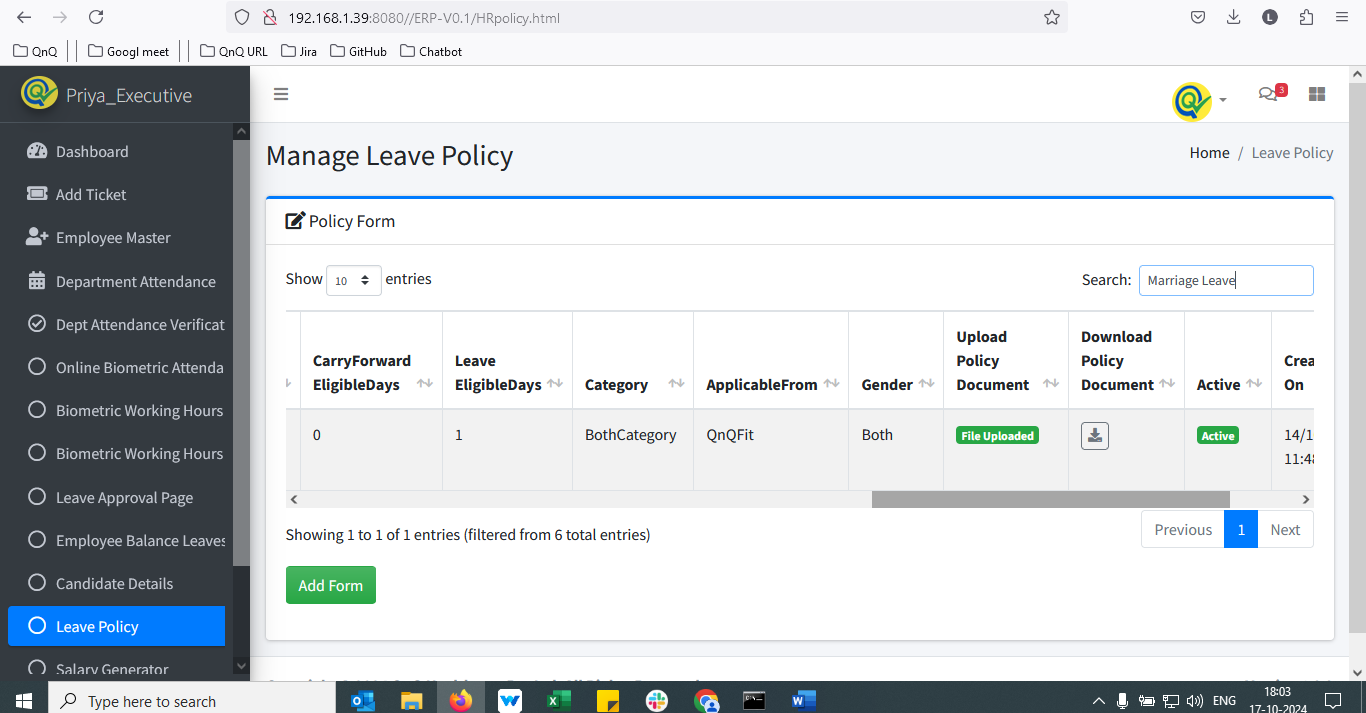 192.168.1.39:8080//ERP-V0.1/HRpolicy.html
L
QnQ
Googl meet
QnQ URL
Jira
GitHub
Chatbot
Priya_Executive
3
Dashboard
Add Ticket
Employee Master
Department Attendance
Dept Attendance Verificat
Online Biometric Attenda
Biometric Working Hours
Biometric Working Hours
Leave Approval Page
Employee Balance Leaves
Candidate Details
Leave Policy
Salary Generator
Manage Leave Policy
Home / Leave Policy
Policy Form
Show 10 entries
Search: Marriage Leave
CarryForward EligibleDays
Leave EligibleDays
Category
ApplicableFrom
Gender
Upload Policy Document
Download Policy Document
Active
Crea
On
0 1 BothCategory QnQFit Both File Uploaded Active 14/1
11:48
Showing 1 to 1 of 1 entries (filtered from 6 total entries)
Previous 1 Next
Add Form
Type here to search
ENG
18:03
17-10-2024